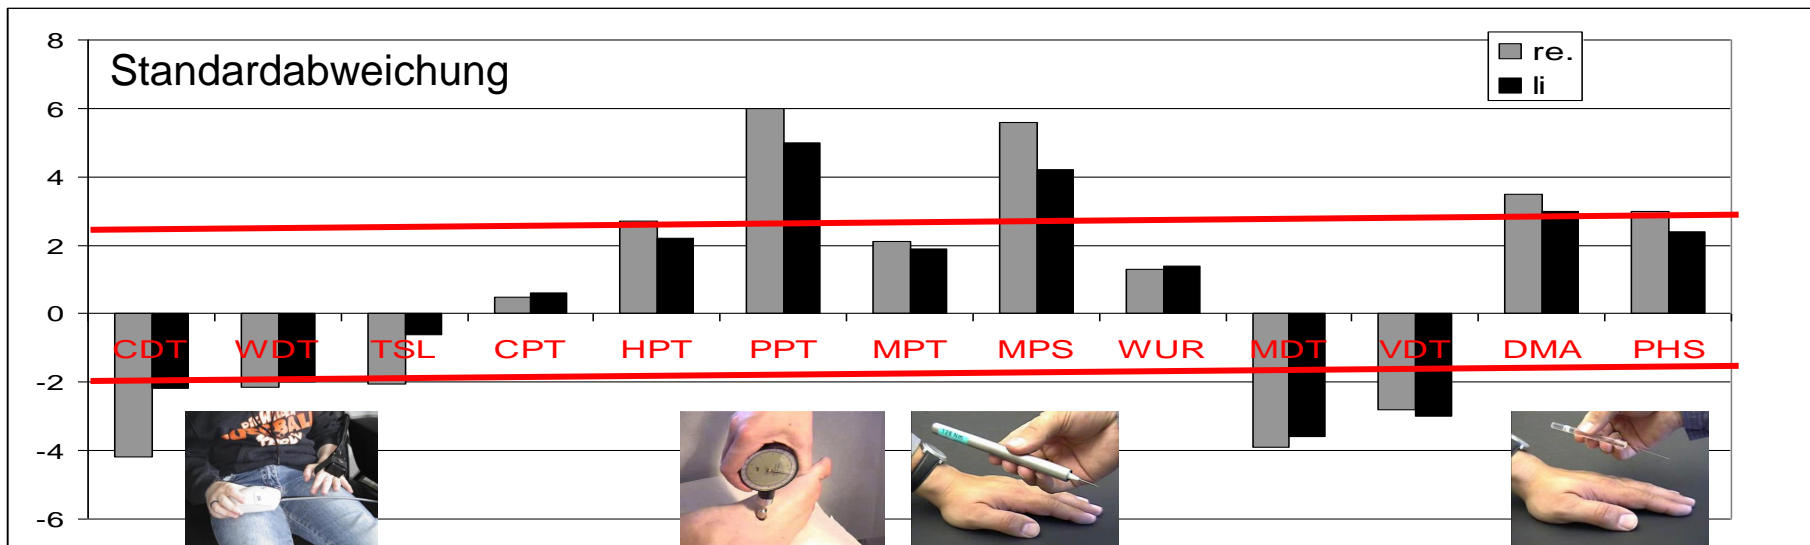 8
Standardabweichung
re.
li
6
4
2
0
CDT WDT TSL CPT HPT PPT MPT MPS WUR MDT VDT DMA PHS
-2
-4
-6